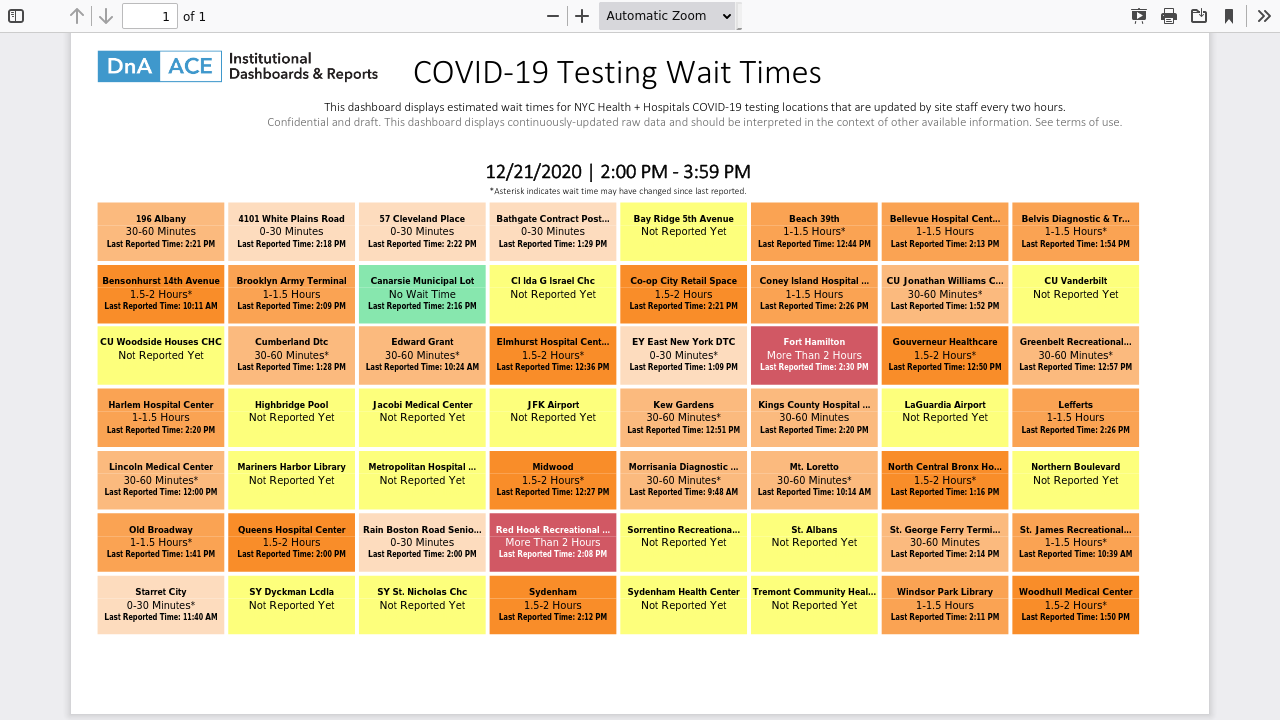 1 of 1 Automatic Zoom
DnA ACE Institutional
Dashboards & Reports
COVID-19 Testing Wait Times
This dashboard displays estimated wait times for NYC Health + Hospitals COVID-19 testing locations that are updated by site staff every two hours.
Confidential and draft. This dashboard displays continuously-updated raw data and should be interpreted in the context of other available information. See terms of use.
12/21/2020 | 2:00 PM - 3:59 PM
*Asterisk indicates wait time may have changed since last reported.
196 Albany
30-60 Minutes
Last Reported Time: 2:21 PM
4101 White Plains Road
0-30 Minutes
Last Reported Time: 2:18 PM
57 Cleveland Place
0-30 Minutes
Last Reported Time: 2:22 PM
Bathgate Contract Post...
0-30 Minutes
Last Reported Time: 1:29 PM
Bay Ridge 5th Avenue
Not Reported Yet
Beach 39th
1-1.5 Hours*
Last Reported Time: 12:44 PM
Bellevue Hospital Cent...
1-1.5 Hours
Last Reported Time: 2:13 PM
Belvis Diagnostic & Tr...
1-1.5 Hours*
Last Reported Time: 1:54 PM
Bensonhurst 14th Avenue
1.5-2 Hours*
Last Reported Time: 10:11 AM
Brooklyn Army Terminal
1-1.5 Hours
Last Reported Time: 2:09 PM
Canarsie Municipal Lot
No Wait Time
Last Reported Time: 2:16 PM
Cl Ida G Israel Chc
Not Reported Yet
Co-op City Retail Space
1.5-2 Hours
Last Reported Time: 2:21 PM
Coney Island Hospital ...
1-1.5 Hours
Last Reported Time: 2:26 PM
CU Jonathan Williams C...
30-60 Minutes*
Last Reported Time: 1:52 PM
CU Vanderbilt
Not Reported Yet
CU Woodside Houses CHC
Not Reported Yet
Cumberland Dtc
30-60 Minutes*
Last Reported Time: 1:28 PM
Edward Grant
30-60 Minutes*
Last Reported Time: 10:24 AM
Elmhurst Hospital Cent...
1.5-2 Hours*
Last Reported Time: 12:36 PM
EY East New York DTC
0-30 Minutes*
Last Reported Time: 1:09 PM
Fort Hamilton
More Than 2 Hours
Last Reported Time: 2:30 PM
Gouverneur Healthcare
1.5-2 Hours*
Last Reported Time: 12:50 PM
Greenbelt Recreational...
30-60 Minutes*
Last Reported Time: 12:57 PM
Harlem Hospital Center
1-1.5 Hours
Last Reported Time: 2:20 PM
Highbridge Pool
Not Reported Yet
Jacobi Medical Center
Not Reported Yet
JFK Airport
Not Reported Yet
Kew Gardens
30-60 Minutes*
Last Reported Time: 12:51 PM
Kings County Hospital ...
30-60 Minutes
Last Reported Time: 2:20 PM
LaGuardia Airport
Not Reported Yet
Lefferts
1-1.5 Hours
Last Reported Time: 2:26 PM
Lincoln Medical Center
30-60 Minutes*
Last Reported Time: 12:00 PM
Mariners Harbor Library
Not Reported Yet
Metropolitan Hospital ...
Not Reported Yet
Midwood
1.5-2 Hours*
Last Reported Time: 12:27 PM
Morrisania Diagnostic ...
30-60 Minutes*
Last Reported Time: 9:48 AM
Mt. Loretto
30-60 Minutes*
Last Reported Time: 10:14 AM
North Central Bronx Ho...
1.5-2 Hours*
Last Reported Time: 1:16 PM
Northern Boulevard
Not Reported Yet
Old Broadway
1-1.5 Hours*
Last Reported Time: 1:41 PM
Queens Hospital Center
1.5-2 Hours
Last Reported Time: 2:00 PM
Rain Boston Road Senio...
0-30 Minutes
Last Reported Time: 2:00 PM
Red Hook Recreational ...
More Than 2 Hours
Last Reported Time: 2:08 PM
Sorrentino Recreationa...
Not Reported Yet
St. Albans
Not Reported Yet
St. George Ferry Termi...
30-60 Minutes
Last Reported Time: 2:14 PM
St. James Recreational...
1-1.5 Hours*
Last Reported Time: 10:39 AM
Starret City
0-30 Minutes*
Last Reported Time: 11:40 AM
SY Dyckman Lcdla
Not Reported Yet
SY St. Nicholas Chc
Not Reported Yet
Sydenham
1.5-2 Hours
Last Reported Time: 2:12 PM
Sydenham Health Center
Not Reported Yet
Tremont Community Heal...
Not Reported Yet
Windsor Park Library
1-1.5 Hours
Last Reported Time: 2:11 PM
Woodhull Medical Center
1.5-2 Hours*
Last Reported Time: 1:50 PM